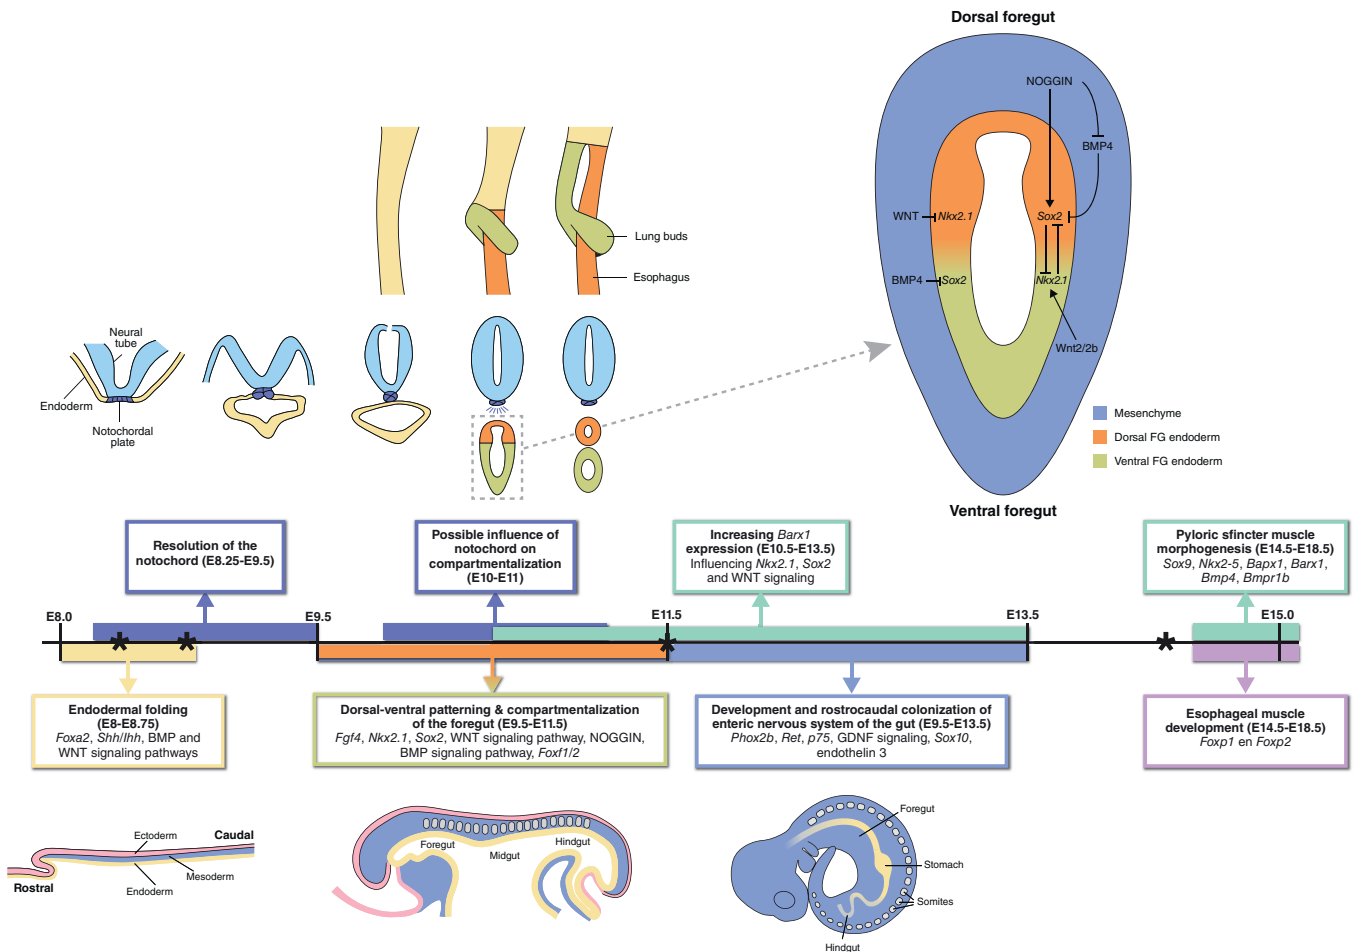 Dorsal foregut
NOGGIN
BMP4
WNT
Nkx2.1
Sox2
BMP4
Sox2
Nkx2.1
Wnt2/2b
Ventral foregut
Mesenchyme
Dorsal FG endoderm
Ventral FG endoderm
Lung buds
Esophagus
Neural
tube
Endoderm
Notochordal
plate
Resolution of the
notochord (E8.25-E9.5)
Possible influence of
notochord on
compartmentalization
(E10-E11)
Increasing Barx1
expression (E10.5-E13.5)
Influencing Nkx2.1, Sox2
and WNT signaling
Pyloric sfincter muscle
morphogenesis (E14.5-E18.5)
Sox9, Nkx2-5, Bapx1, Barx1,
Bmp4, Bmpr1b
E8.0
E9.5
E11.5
E13.5
E15.0
*
*
*
*
Endodermal folding
(E8-E8.75)
Foxa2, Shh/Ihh, BMP and
WNT signaling pathways
Dorsal-ventral patterning & compartmentalization
of the foregut (E9.5-E11.5)
Fgf4, Nkx2.1, Sox2, WNT signaling pathway, NOGGIN,
BMP signaling pathway, Foxf1/2
Development and rostrocaudal colonization of
enteric nervous system of the gut (E9.5-E13.5)
Phox2b, Ret, p75, GDNF signaling, Sox10,
endothelin 3
Esophageal muscle
development (E14.5-E18.5)
Foxp1 en Foxp2
Ectoderm
Caudal
Mesoderm
Endoderm
Rostral
Foregut
Midgut
Hindgut
Foregut
Stomach
Somites
Hindgut